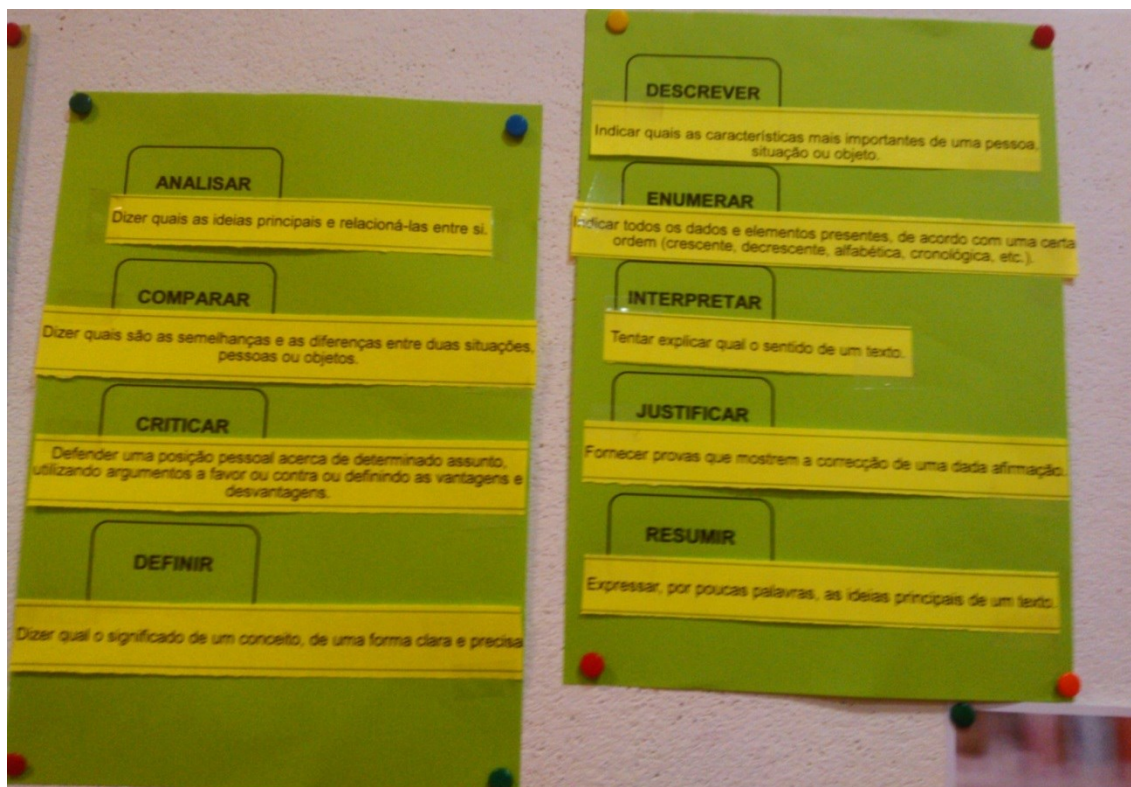 ANALISAR
Dizer quais as ideias principais e relacioná-las entre si.
COMPARAR
Dizer quais são as semelhanças e as diferenças entre duas situações,
pessoas ou objetos.
CRITICAR
Defender uma posição pessoal acerca de determinado assunto,
utilizando argumentos a favor ou contra ou definindo as vantagens e
desvantagens.
DEFINIR
Dizer qual o significado de um conceito, de uma forma clara e precisa
DESCREVER
Indicar quais as características mais importantes de uma pessoa,
situação ou objeto.
ENUMERAR
Indicar todos os dados e elementos presentes, de acordo com uma certa
ordem (crescente, decrescente, alfabética, cronológica, etc.).
INTERPRETAR
Tentar explicar qual o sentido de um texto.
JUSTIFICAR
Fornecer provas que mostrem a correcção de uma dada afirmação.
RESUMIR
Expressar, por poucas palavras, as ideias principais de um texto.